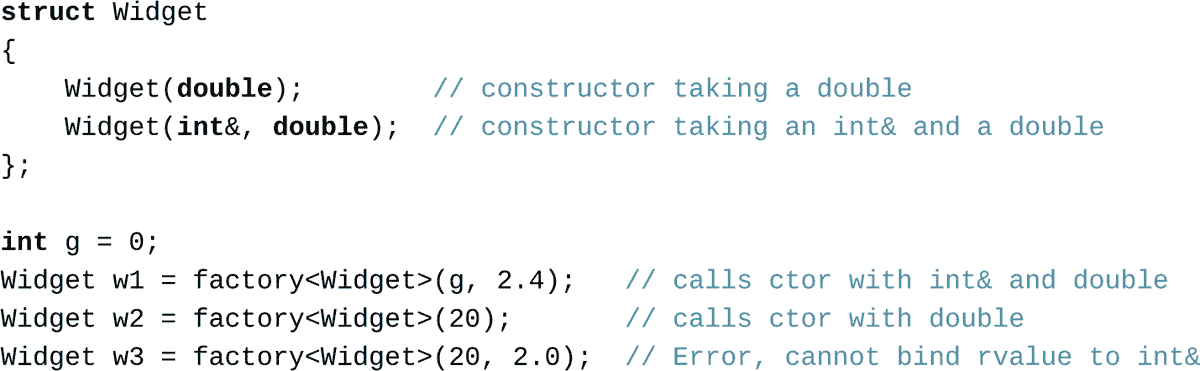 struct Widget
{
    Widget(double);        // constructor taking a double
    Widget(int&, double);  // constructor taking an int& and a double
};

int g = 0;
Widget w1 = factory<Widget>(g, 2.4);   // calls ctor with int& and double
Widget w2 = factory<Widget>(20);       // calls ctor with double
Widget w3 = factory<Widget>(20, 2.0);  // Error, cannot bind rvalue to int&